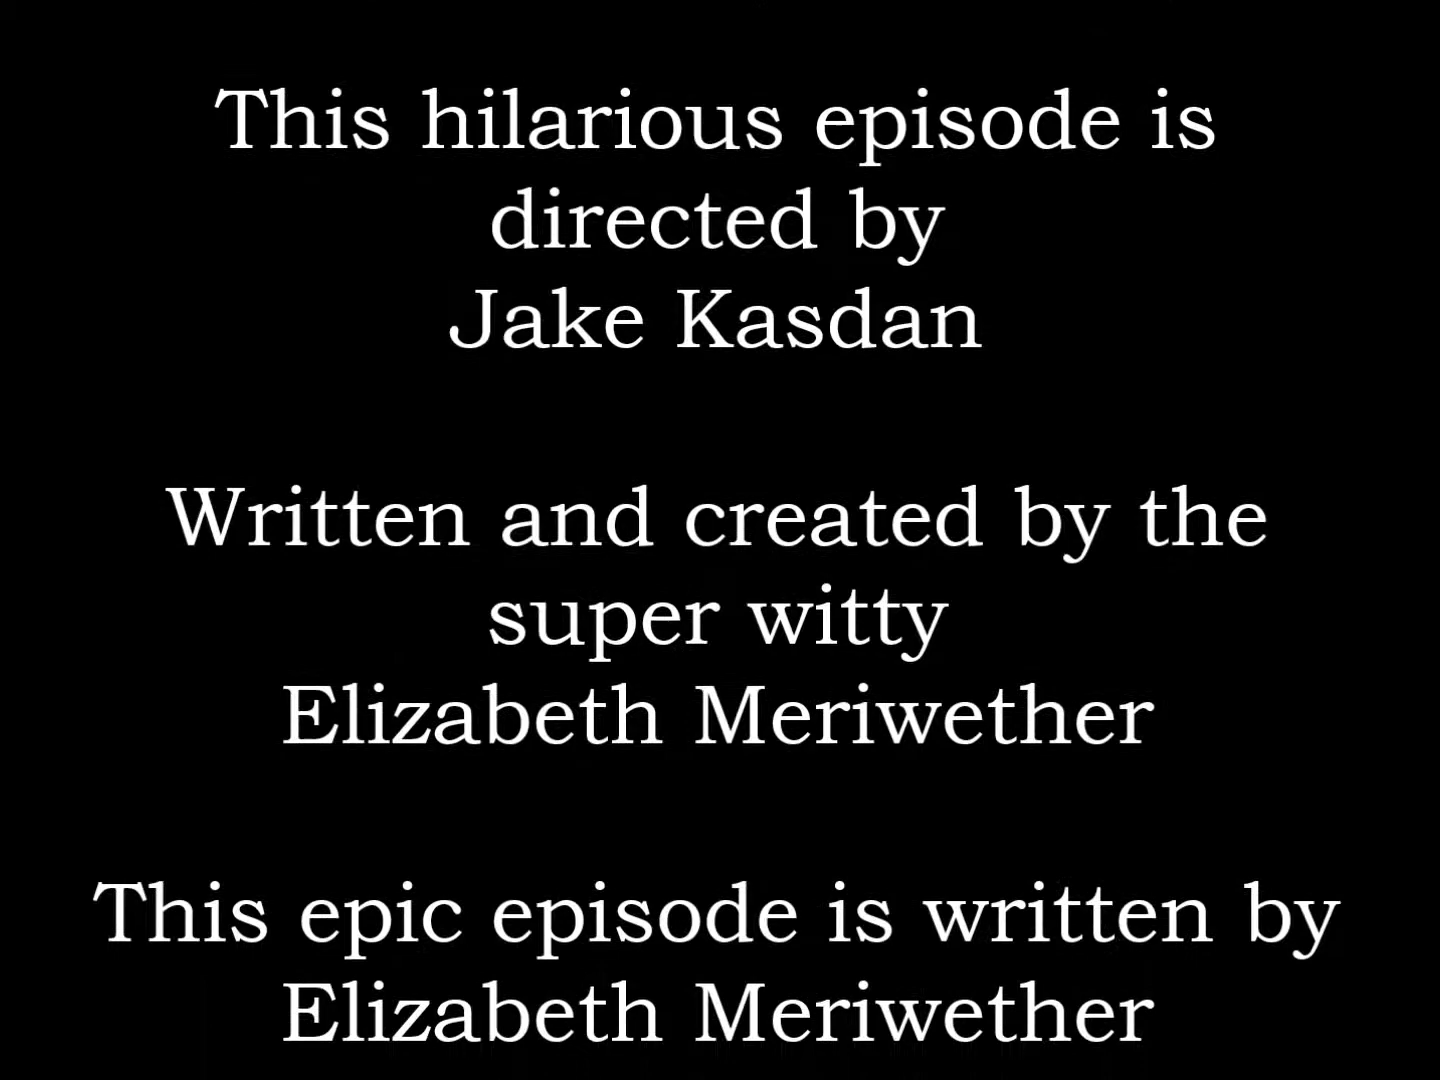 This hilarious episode is
directed by
Jake Kasdan
Written and created by the
super witty
Elizabeth Meriwether
This epic episode is written by
Elizabeth Meriwether